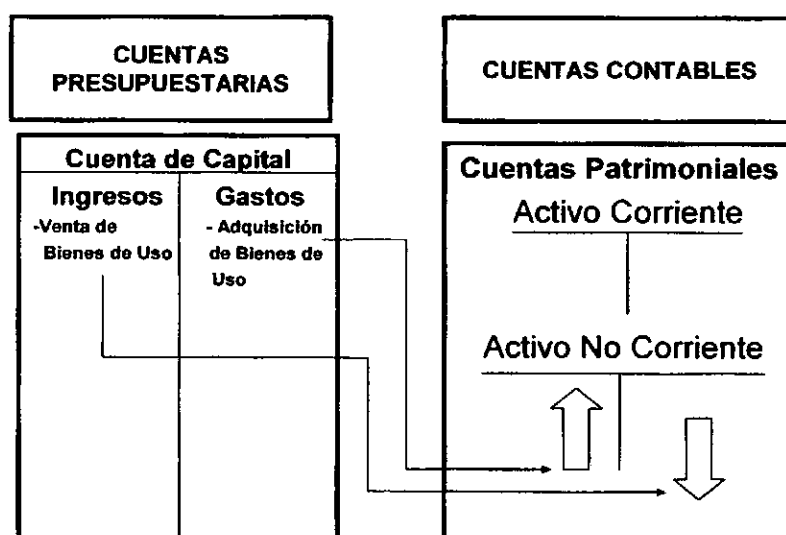 CUENTAS
PRESUPUESTARIAS
CUENTAS CONTABLES
Cuenta de Capital
Ingresos
-Venta de
Bienes de Uso
Gastos
- Adquisición
de Bienes de
Uso
Cuentas Patrimoniales
Activo Corriente
Activo No Corriente